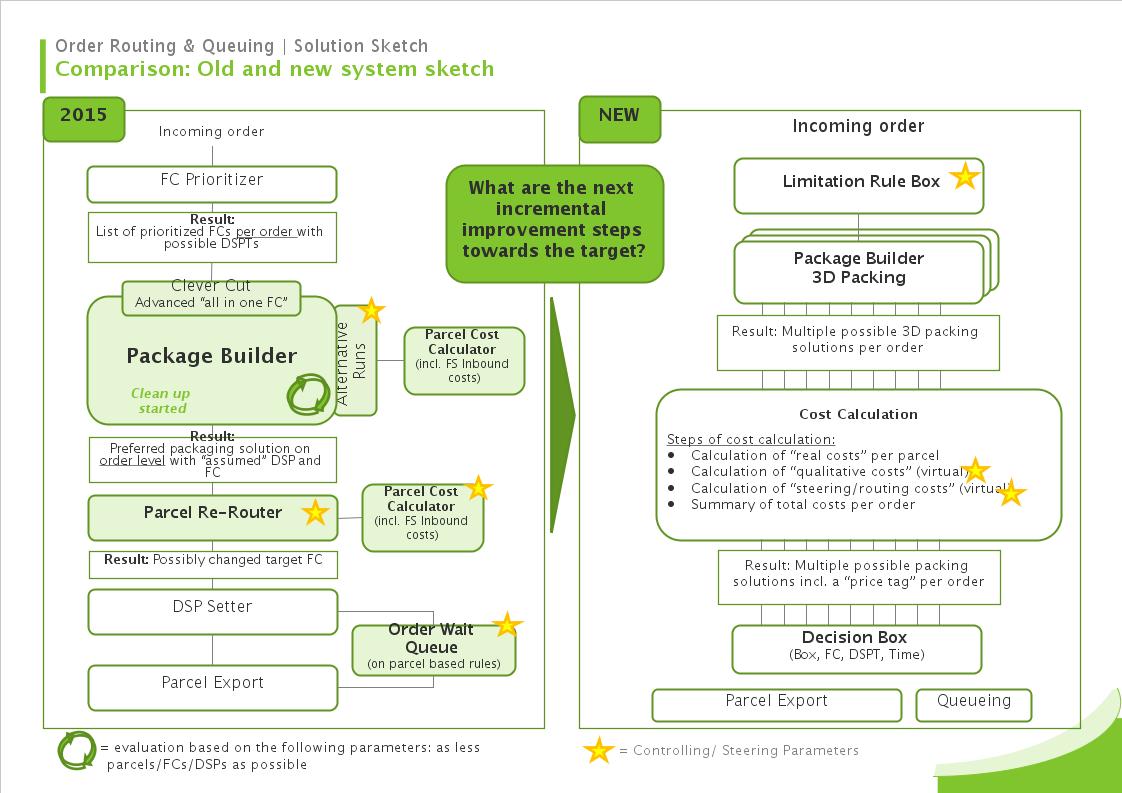 Order Routing & Queuing | Solution Sketch
Comparison: Old and new system sketch
2015
Incoming order
FC Prioritizer
Result:
List of prioritized FCs per order with
possible DSPTs
Clever Cut
Advanced “all in one FC”
Package Builder
Clean up
started
Alternative
Runs
Parcel Cost
Calculator
(incl. FS Inbound
costs)
Result:
Preferred packaging solution on
order level with “assumed” DSP and
FC
Parcel Re-Router
Parcel Cost
Calculator
(incl. FS Inbound
costs)
Result: Possibly changed target FC
DSP Setter
Order Wait
Queue
(on parcel based rules)
Parcel Export
= evaluation based on the following parameters: as less
parcels/FCs/DSPs as possible
What are the next
incremental
improvement steps
towards the target?
NEW
Incoming order
Limitation Rule Box
Package Builder
3D Packing
Result: Multiple possible 3D packing
solutions per order
Cost Calculation
Steps of cost calculation:
• Calculation of “real costs” per parcel
• Calculation of “qualitative costs” (virtual)
• Calculation of “steering/routing costs” (virtual)
• Summary of total costs per order
Result: Multiple possible packing
solutions incl. a “price tag” per order
Decision Box
(Box, FC, DSPT, Time)
Parcel Export
Queueing
= Controlling/ Steering Parameters